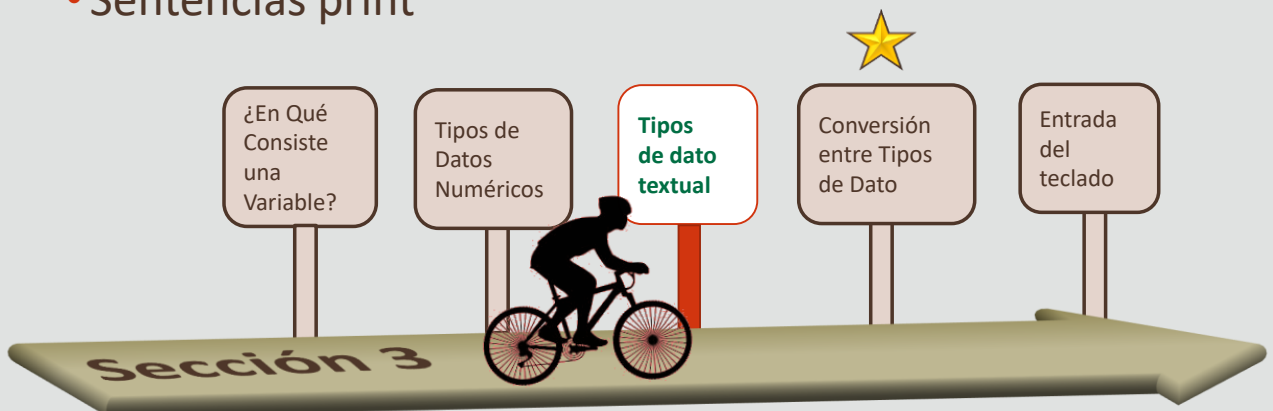 • Sentencias print
¿En Qué
Consiste
una
Variable?
Tipos de
Datos
Numéricos
Tipos
de dato
textual
Conversión
entre Tipos
de Dato
Entrada
del
teclado
Sección 3